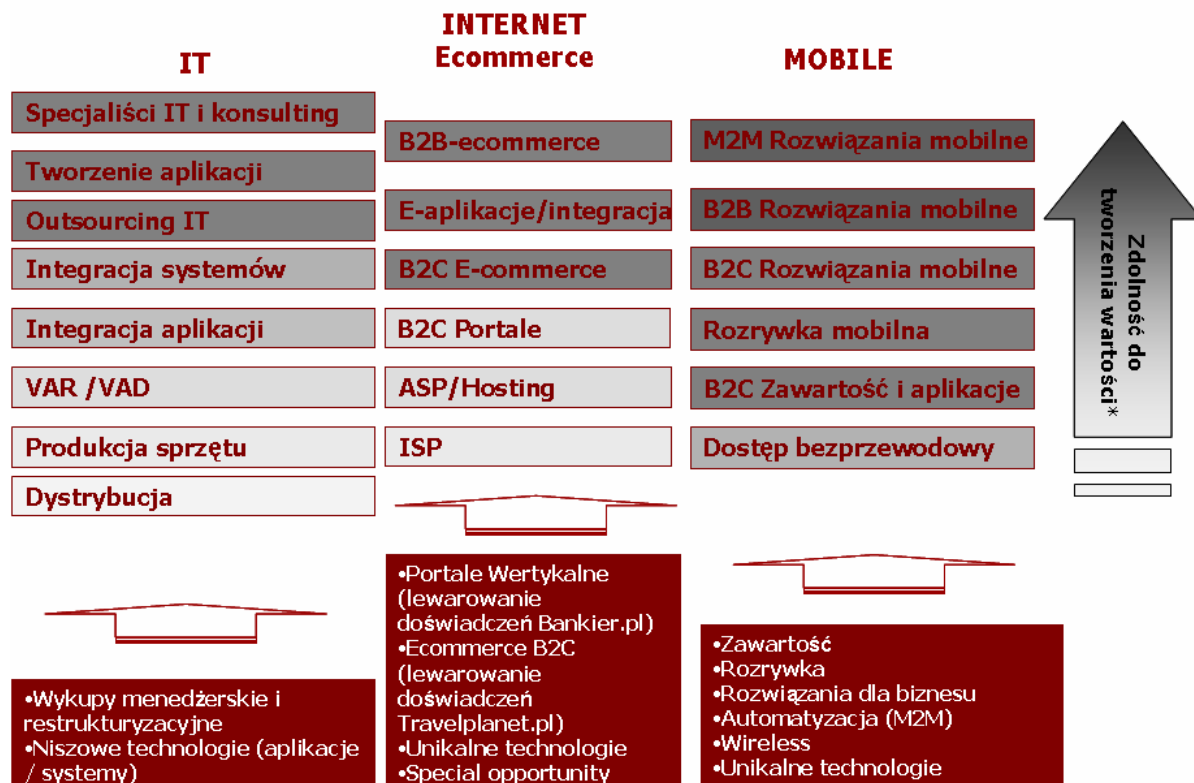 IT
Specjaliści IT i konsulting
Tworzenie aplikacji
Outsourcing IT
Integracja systemów
Integracja aplikacji
VAR /VAD
Produkcja sprzętu
Dystrybucja
•Wykupy menedżerskie i
restrukturyzacyjne
•Niszowe technologie (aplikacje
/ systemy)
INTERNET
Ecommerce
B2B-ecommerce
E-aplikacje/integracja
B2C E-commerce
B2C Portale
ASP/Hosting
ISP
•Portale Wertykalne
(lewarowanie
doświadczeń Bankier.pl)
•Ecommerce B2C
(lewarowanie
doświadczeń
Travelplanet.pl)
•Unikalne technologie
•Special opportunity
MOBILE
M2M Rozwiązania mobilne
B2B Rozwiązania mobilne
B2C Rozwiązania mobilne
Rozrywka mobilna
B2C Zawartość i aplikacje
Dostęp bezprzewodowy
•Zawartość
•Rozrywka
•Rozwiązania dla biznesu
•Automatyzacja (M2M)
•Wireless
•Unikalne technologie
Zdolność do
tworzenia wartości*